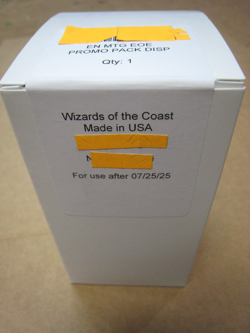 EN MTG EOE
PROMO PACK DISP
Qty: 1
Wizards of the Coast
Made in USA
For use after 07/25/25